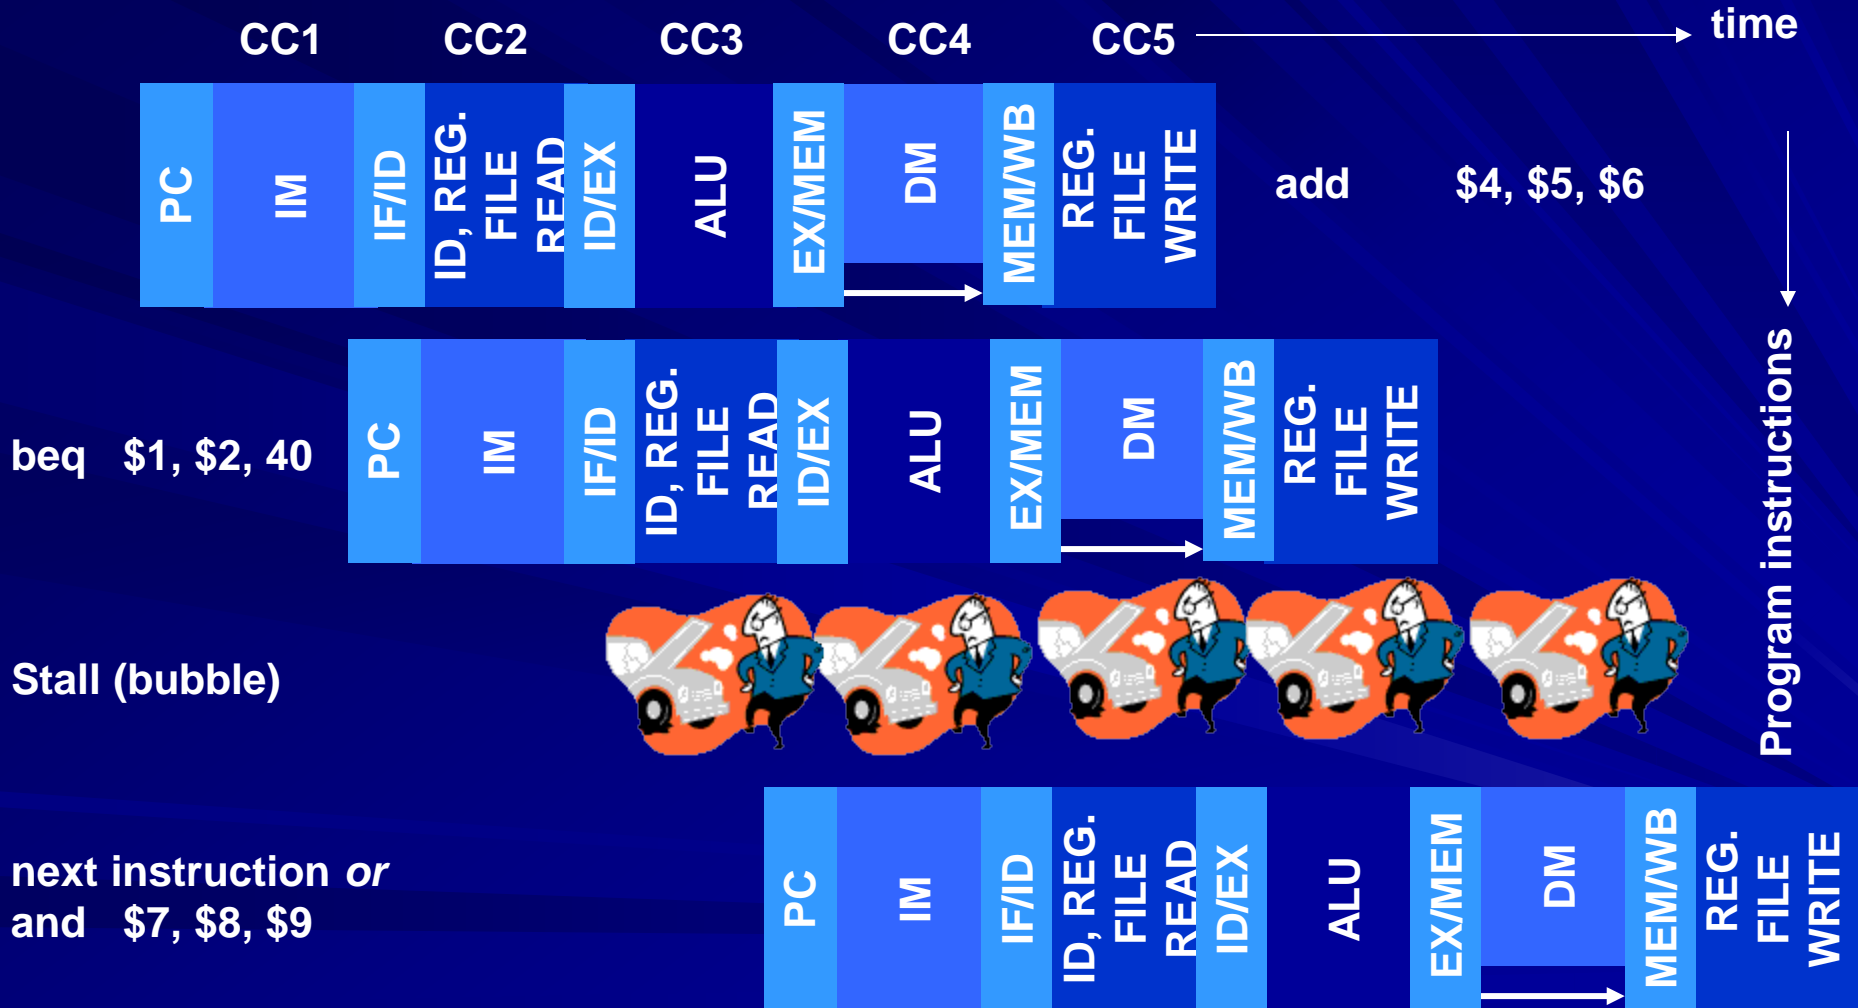 CC1 CC2 CC3 CC4 CC5 time
PC IM IF/ID ID, REG. FILE READ ID/EX ALU EX/MEM DM MEM/WB REG. FILE WRITE add $4, $5, $6
Program instructions
beq $1, $2, 40 PC IM IF/ID ID, REG. FILE READ ID/EX ALU EX/MEM DM MEM/WB REG. FILE WRITE
Stall (bubble)
next instruction or
and $7, $8, $9
PC IM IF/ID ID, REG. FILE READ ID/EX ALU EX/MEM DM MEM/WB REG. FILE WRITE